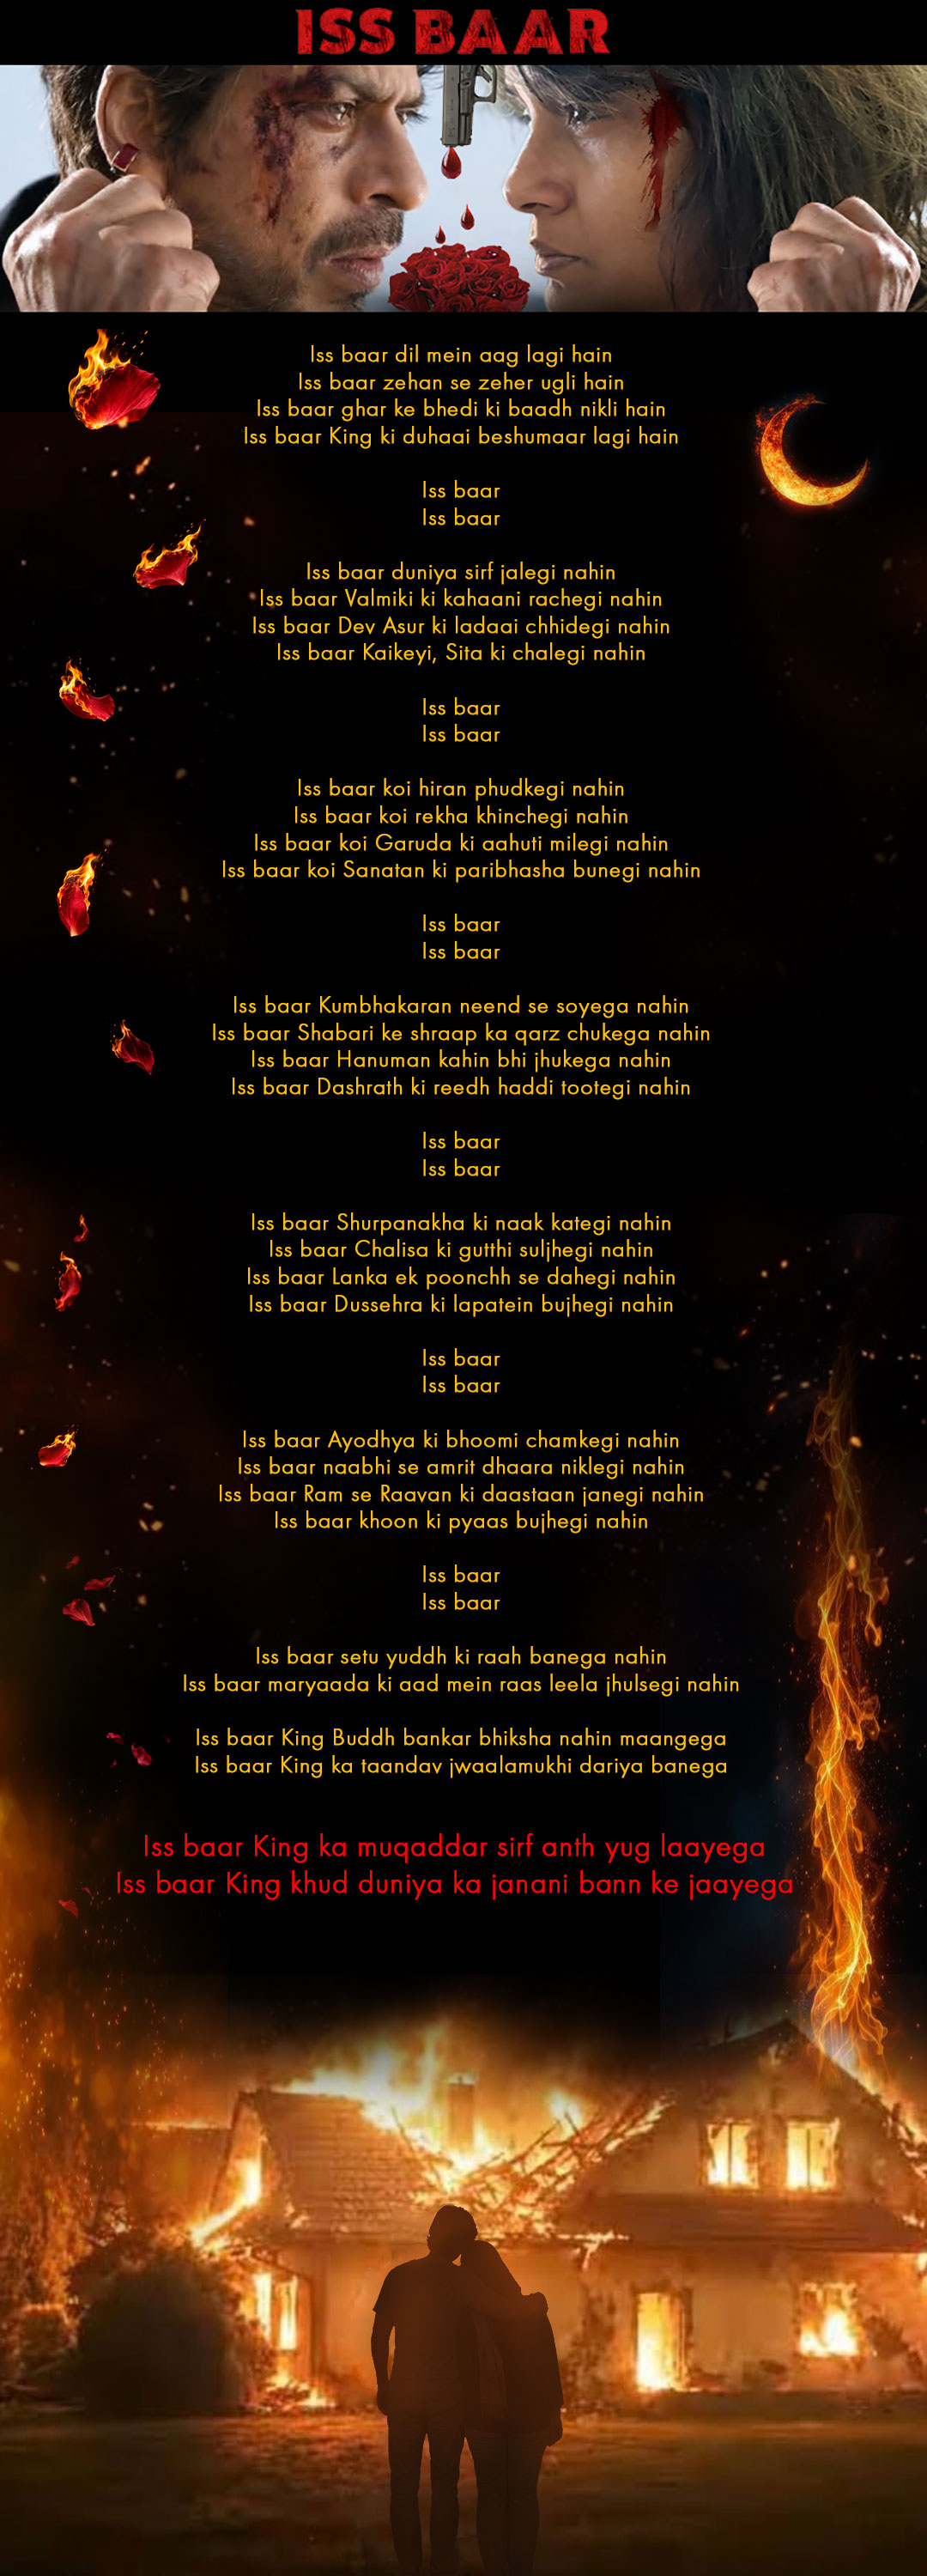 ISS BAAR
Iss baar dil mein aag lagi hain
Iss baar zehan se zeher ugli hain
Iss baar ghar ke bhedi ki baadh nikli hain
Iss baar King ki duhaai beshumaar lagi hain
Iss baar
Iss baar
Iss baar duniya sirf jalegi nahin
Iss baar Valmiki ki kahaani rachegi nahin
Iss baar Dev Asur ki ladaai chhidegi nahin
Iss baar Kaikeyi, Sita ki chalegi nahin
Iss baar
Iss baar
Iss baar koi hiran phudkegi nahin
Iss baar koi rekha khinchegi nahin
Iss baar koi Garuda ki aahuti milegi nahin
Iss baar koi Sanatan ki paribhasha bunegi nahin
Iss baar
Iss baar
Iss baar Kumbhakaran neend se soyega nahin
Iss baar Shabari ke shraap ka qarz chukega nahin
Iss baar Hanuman kahin bhi jhukega nahin
Iss baar Dashrath ki reedh haddi tootegi nahin
Iss baar
Iss baar
Iss baar Shurpanakha ki naak kategi nahin
Iss baar Chalisa ki gutthi suljhegi nahin
Iss baar Lanka ek poonchh se dahegi nahin
Iss baar Dussehra ki lapatein bujhegi nahin
Iss baar
Iss baar
Iss baar Ayodhya ki bhoomi chamkegi nahin
Iss baar naabhi se amrit dhaara niklegi nahin
Iss baar Ram se Raavan ki daastaan janegi nahin
Iss baar khoon ki pyaas bujhegi nahin
Iss baar
Iss baar
Iss baar setu yuddh ki raah banega nahin
Iss baar maryaada ki aad mein raas leela jhulsegi nahin
Iss baar King Buddh bankar bhiksha nahin maangega
Iss baar King ka taandav jwaalamukhi dariya banega
Iss baar King ka muqaddar sirf anth yug laayega
Iss baar King khud duniya ka janani bann ke jaayega